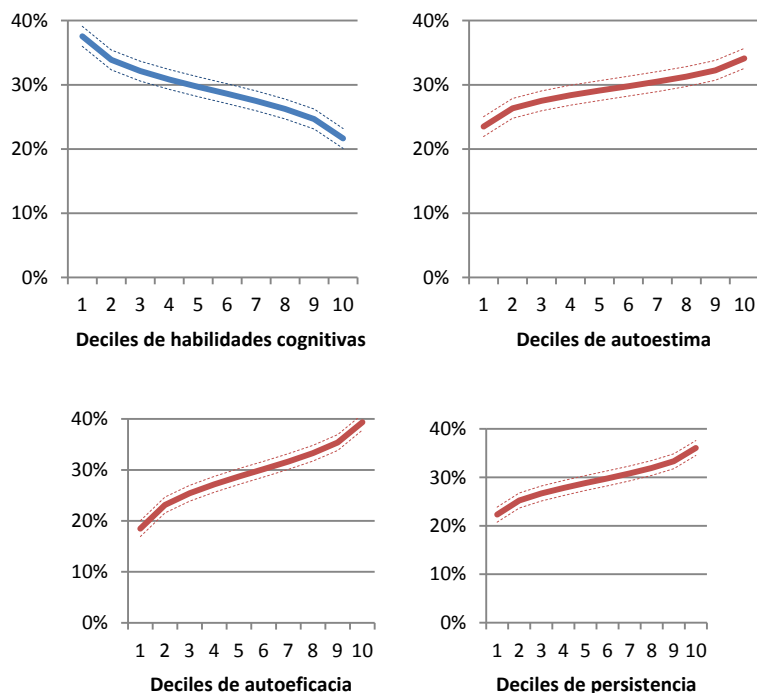 40%
30%
20%
10%
0%
1 2 3 4 5 6 7 8 9 10
Deciles de habilidades cognitivas
40%
30%
20%
10%
0%
1 2 3 4 5 6 7 8 9 10
Deciles de autoestima
40%
30%
20%
10%
0%
1 2 3 4 5 6 7 8 9 10
Deciles de autoeficacia
40%
30%
20%
10%
0%
1 2 3 4 5 6 7 8 9 10
Deciles de persistencia